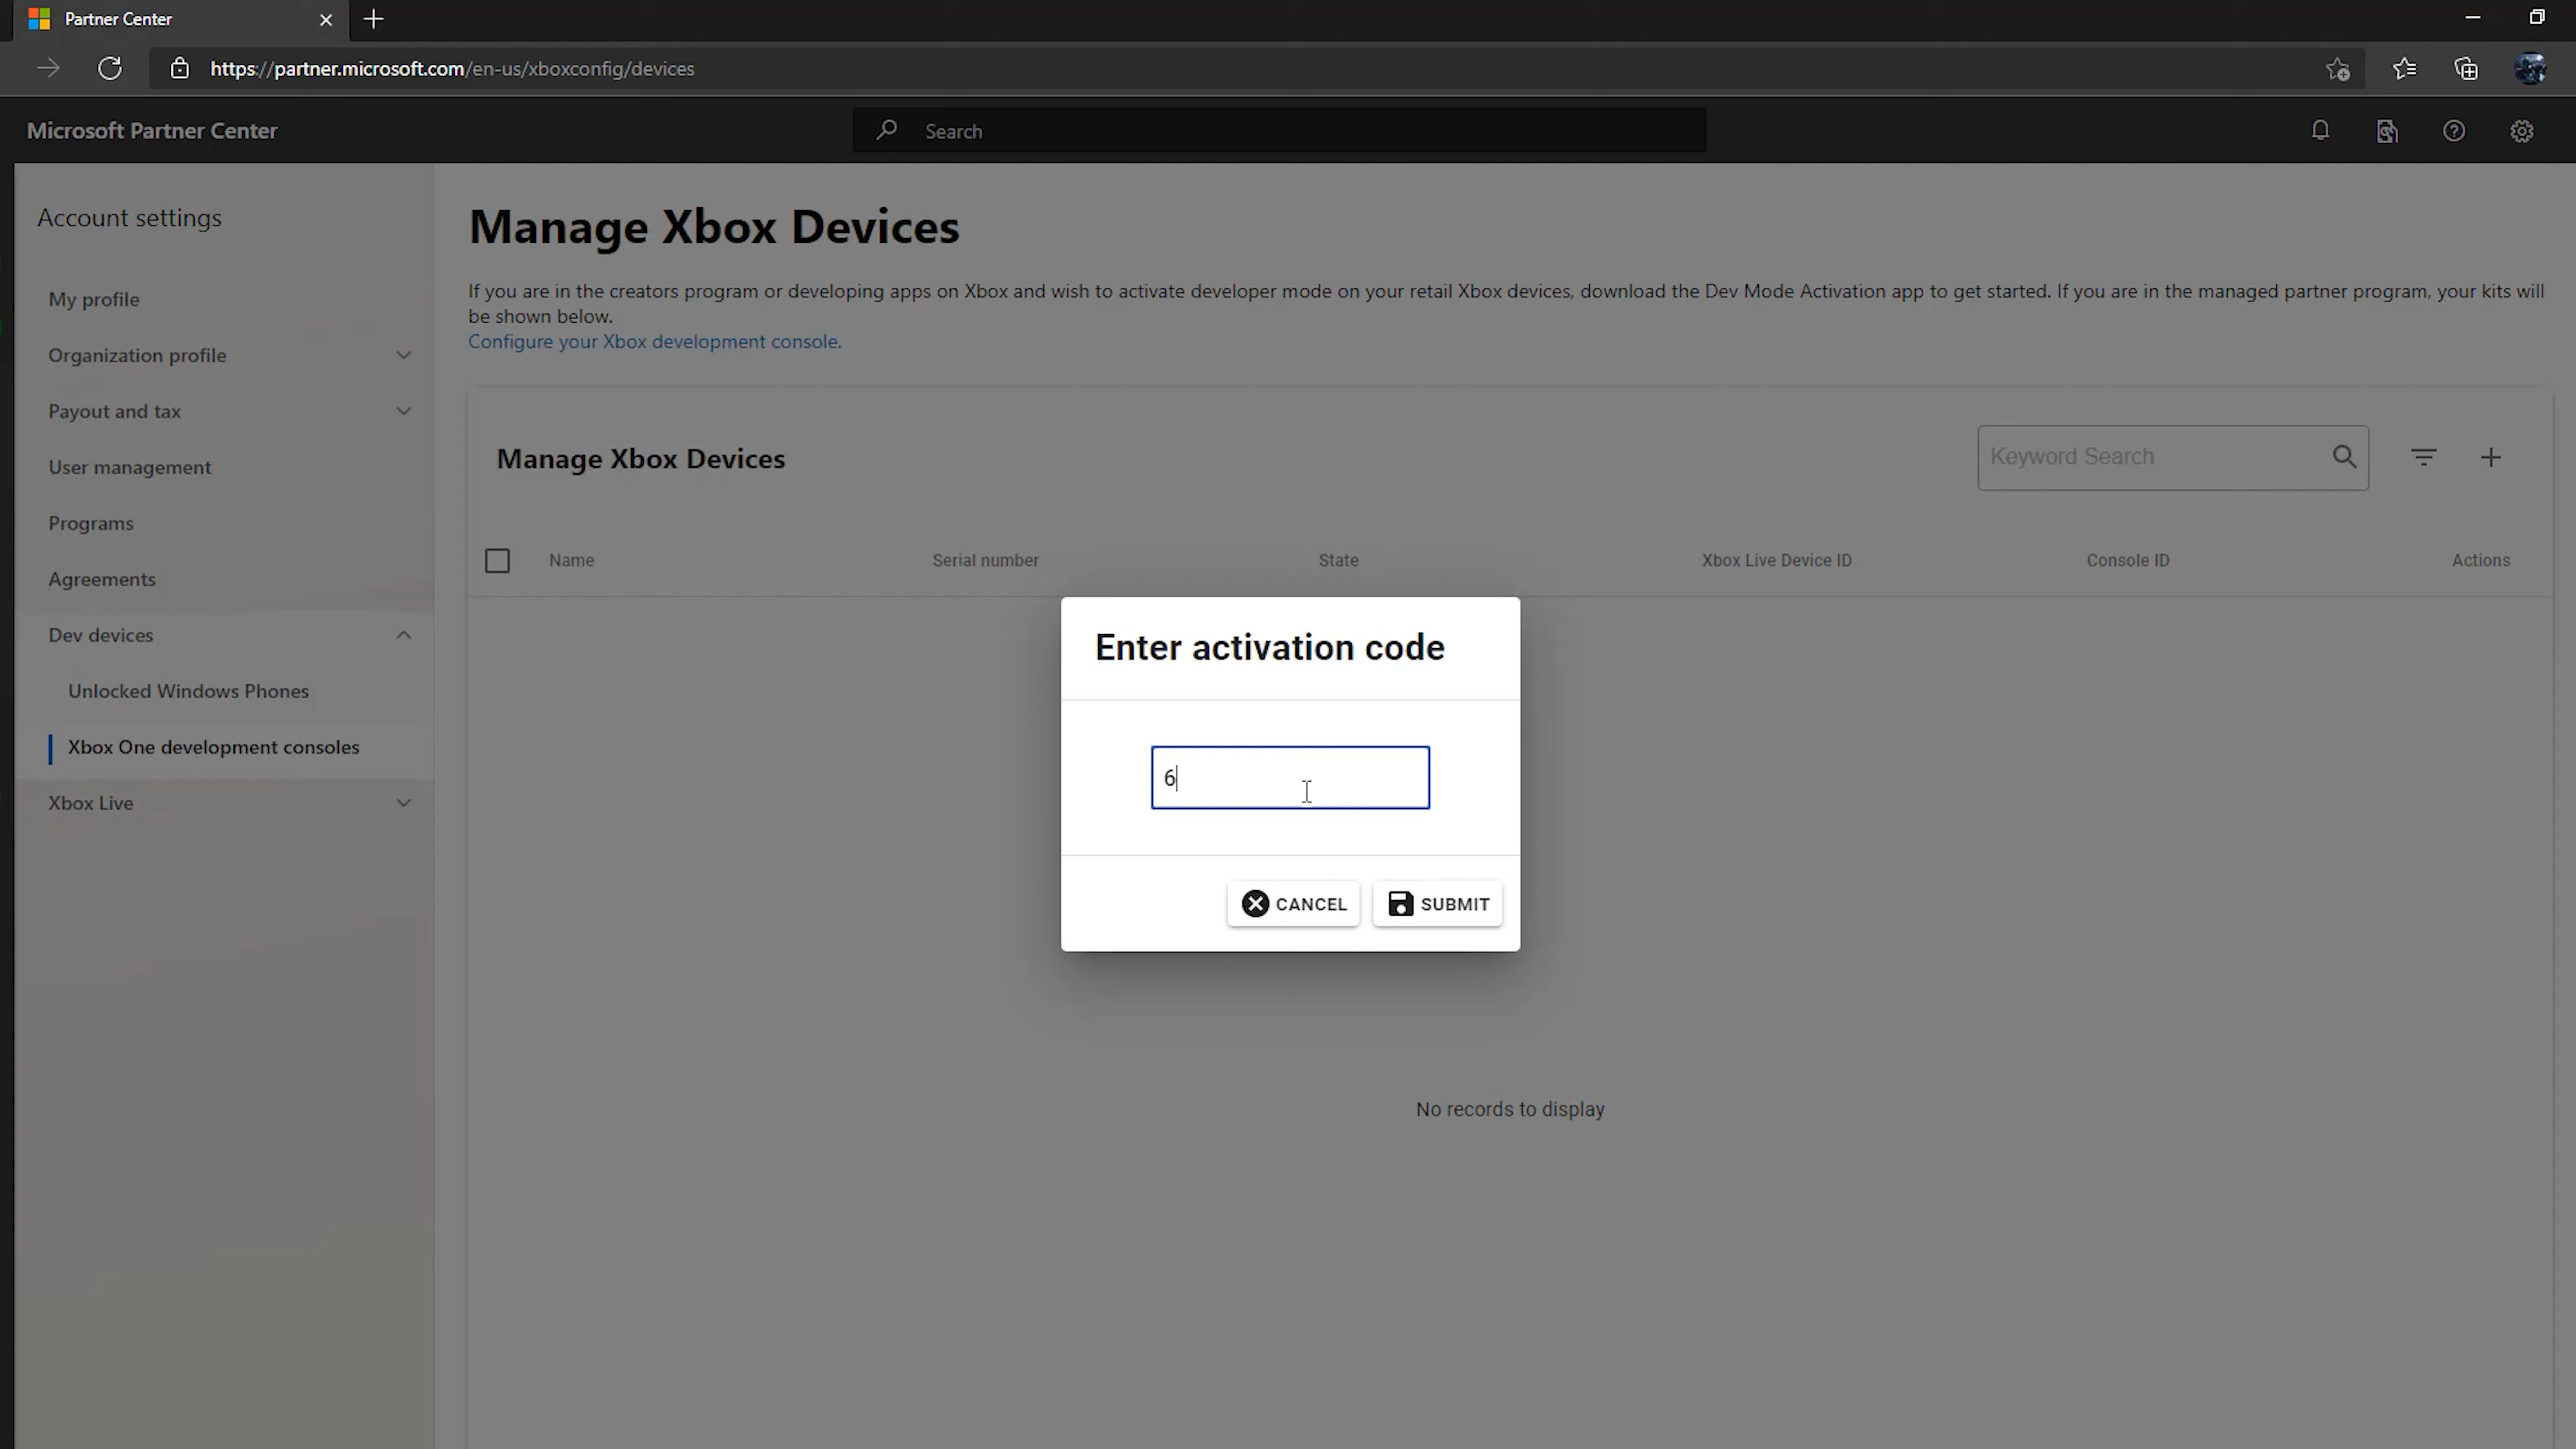 Partner Center
https://partner.microsoft.com/en-us/xboxconfig/devices
Microsoft Partner Center
Search
Account settings
My profile
Organization profile
Payout and tax
User management
Programs
Agreements
Dev devices
Unlocked Windows Phones
Xbox One development consoles
Xbox Live
Manage Xbox Devices
If you are in the creators program or developing apps on Xbox and wish to activate developer mode on your retail Xbox devices, download the Dev Mode Activation app to get started. If you are in the managed partner program, your kits will
be shown below.
Configure your Xbox development console.
Manage Xbox Devices
Keyword Search
Name Serial number State Xbox Live Device ID Console ID Actions
Enter activation code
6
CANCEL SUBMIT
No records to display